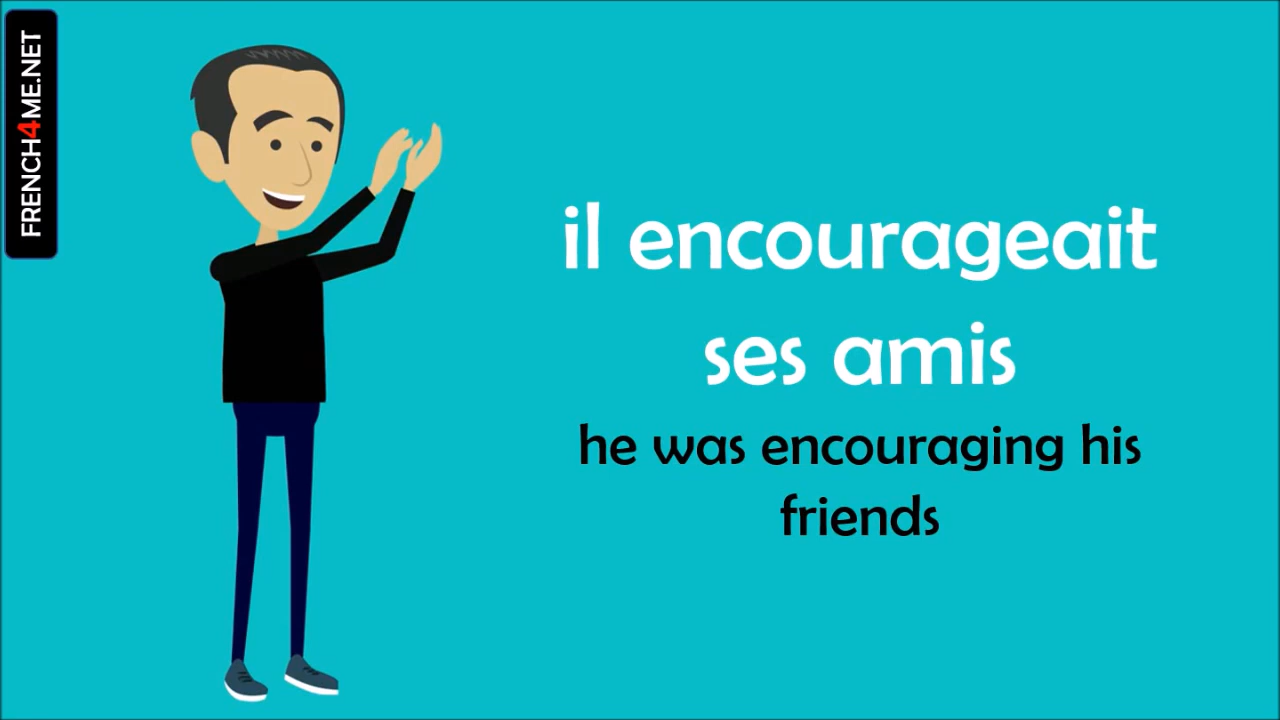 FRENCH4ME.NET
il encourageait
ses amis
he was encouraging his
friends